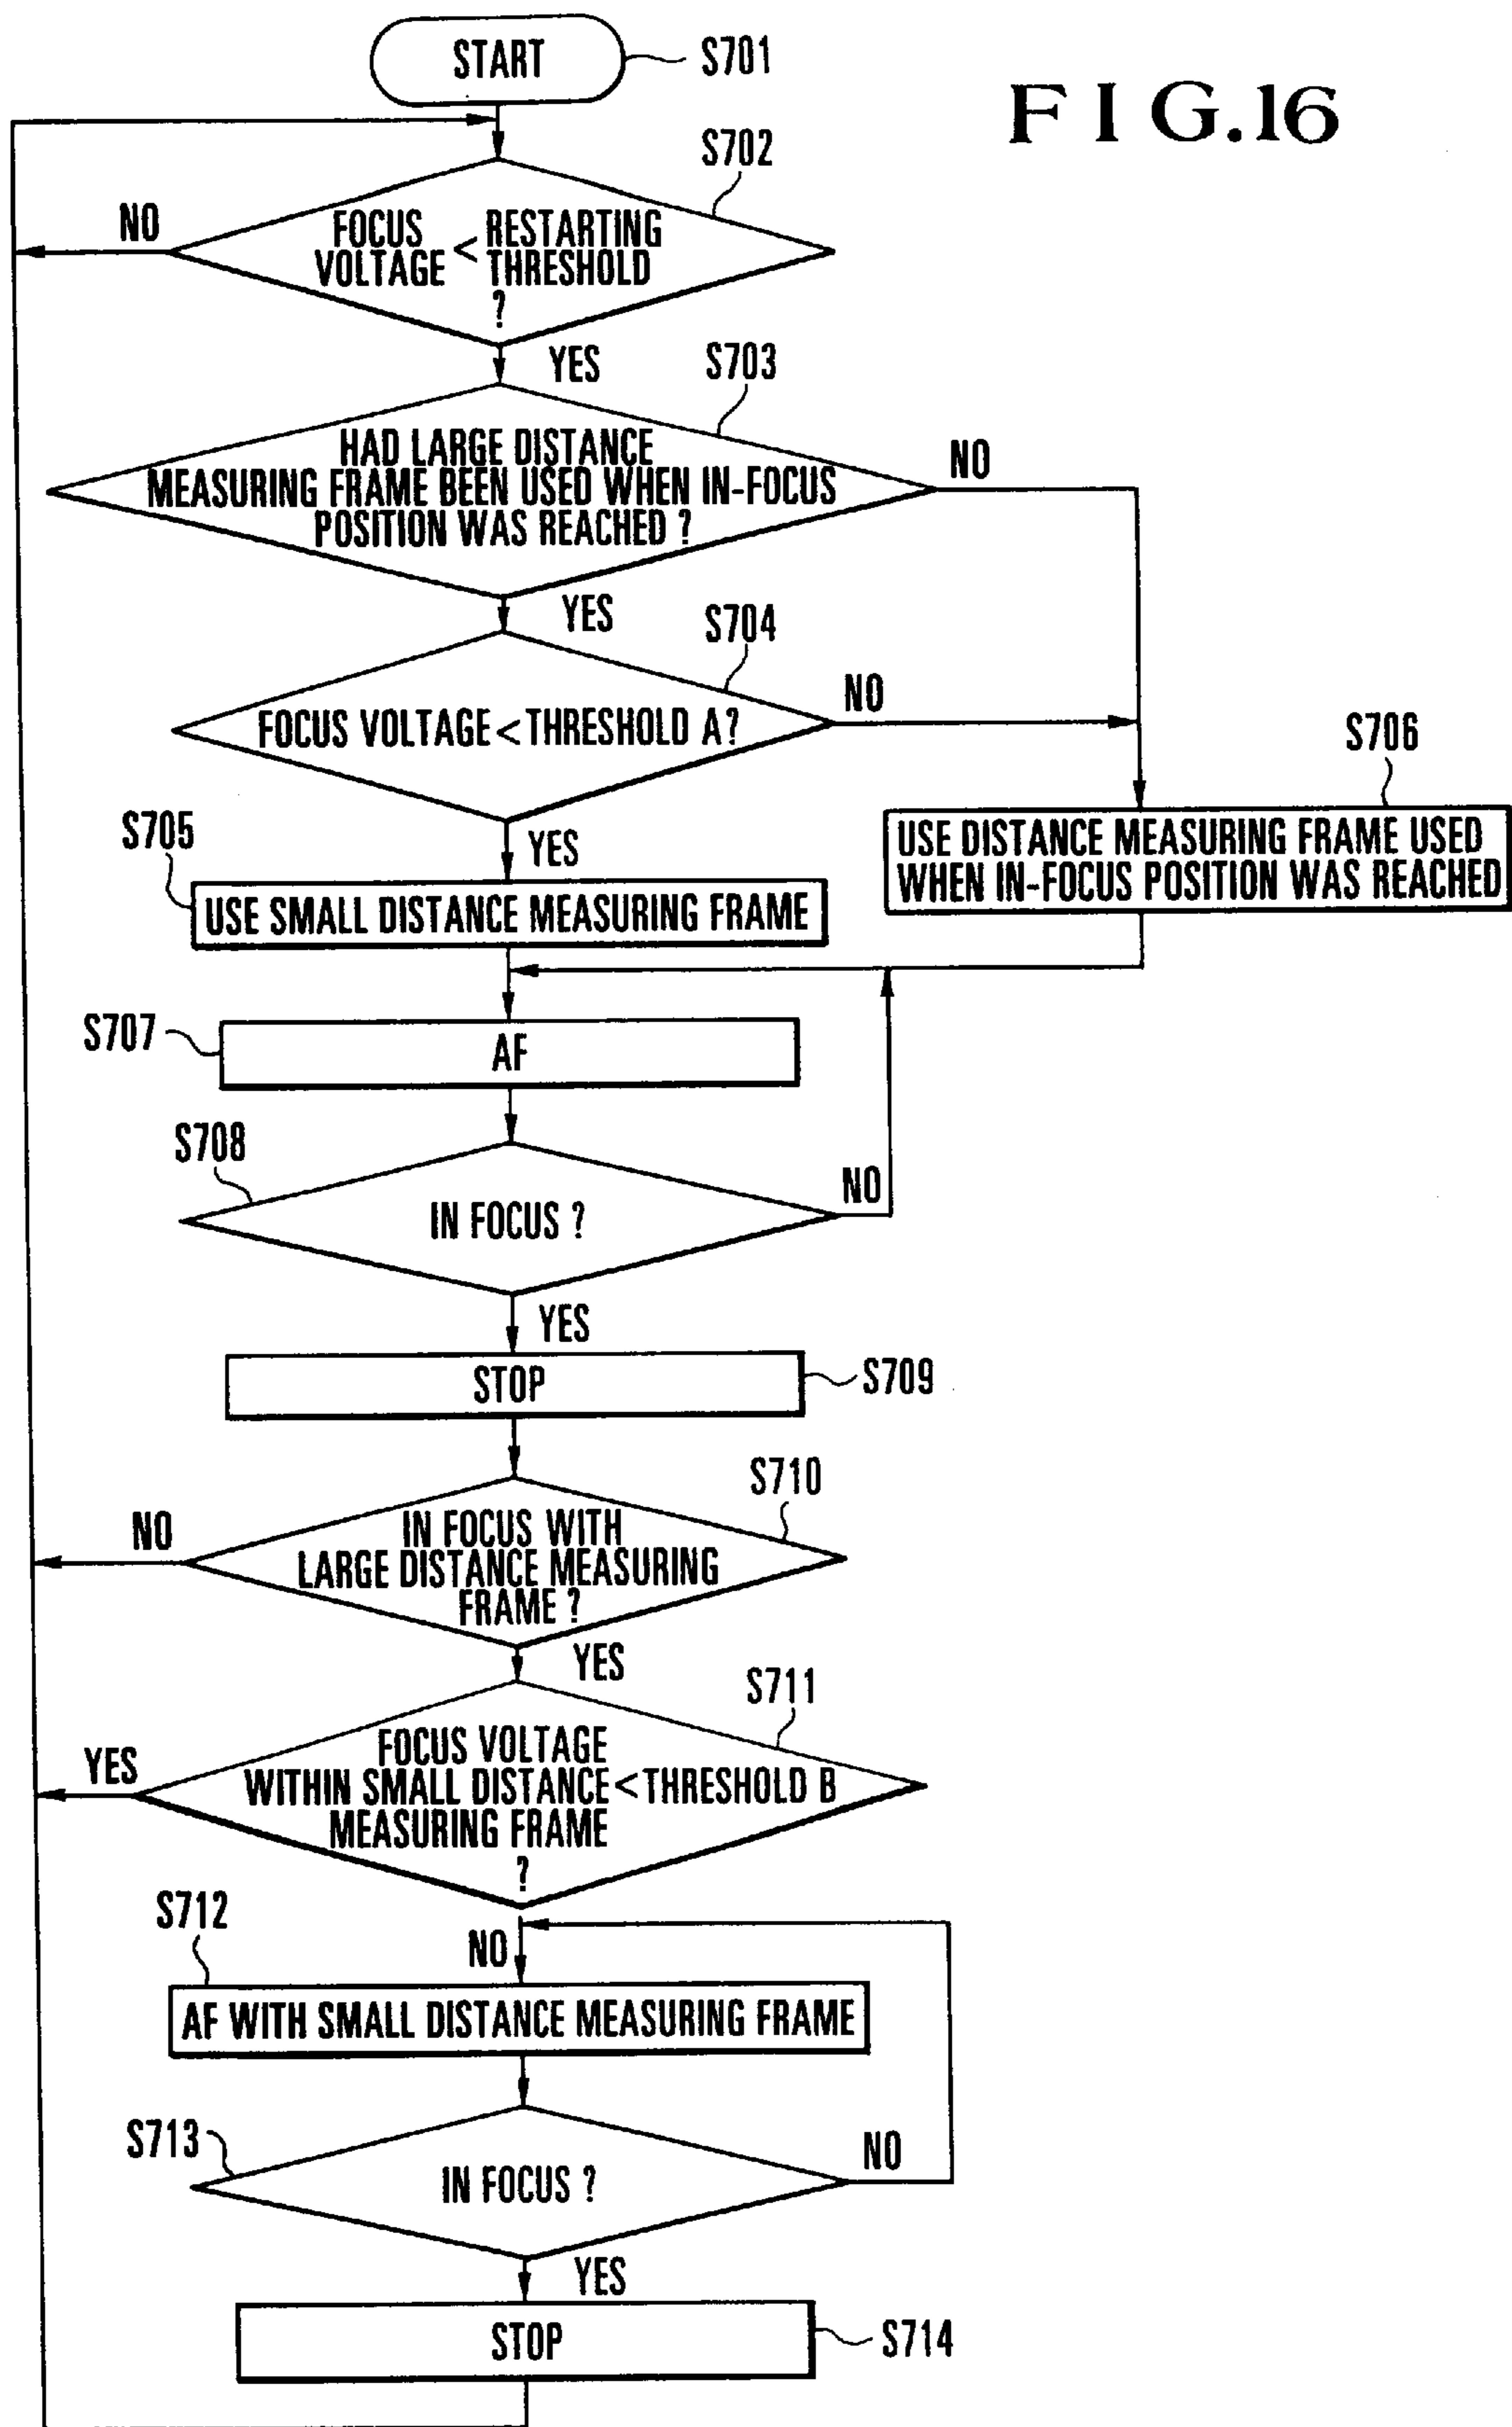 START
S701
FIG.16
S702
NO
FOCUS VOLTAGE < RESTARTING THRESHOLD
?
YES
S703
HAD LARGE DISTANCE
MEASURING FRAME BEEN USED WHEN IN-FOCUS
POSITION WAS REACHED ?
NO
YES
S704
FOCUS VOLTAGE < THRESHOLD A?
NO
S706
USE DISTANCE MEASURING FRAME USED
WHEN IN-FOCUS POSITION WAS REACHED
S705
YES
USE SMALL DISTANCE MEASURING FRAME
S707
AF
S708
IN FOCUS ?
NO
YES
STOP
S709
S710
NO
IN FOCUS WITH
LARGE DISTANCE MEASURING
FRAME ?
YES
S711
YES
FOCUS VOLTAGE
WITHIN SMALL DISTANCE < THRESHOLD B
MEASURING FRAME
?
S712
NO
AF WITH SMALL DISTANCE MEASURING FRAME
S713
IN FOCUS ?
NO
YES
STOP
S714